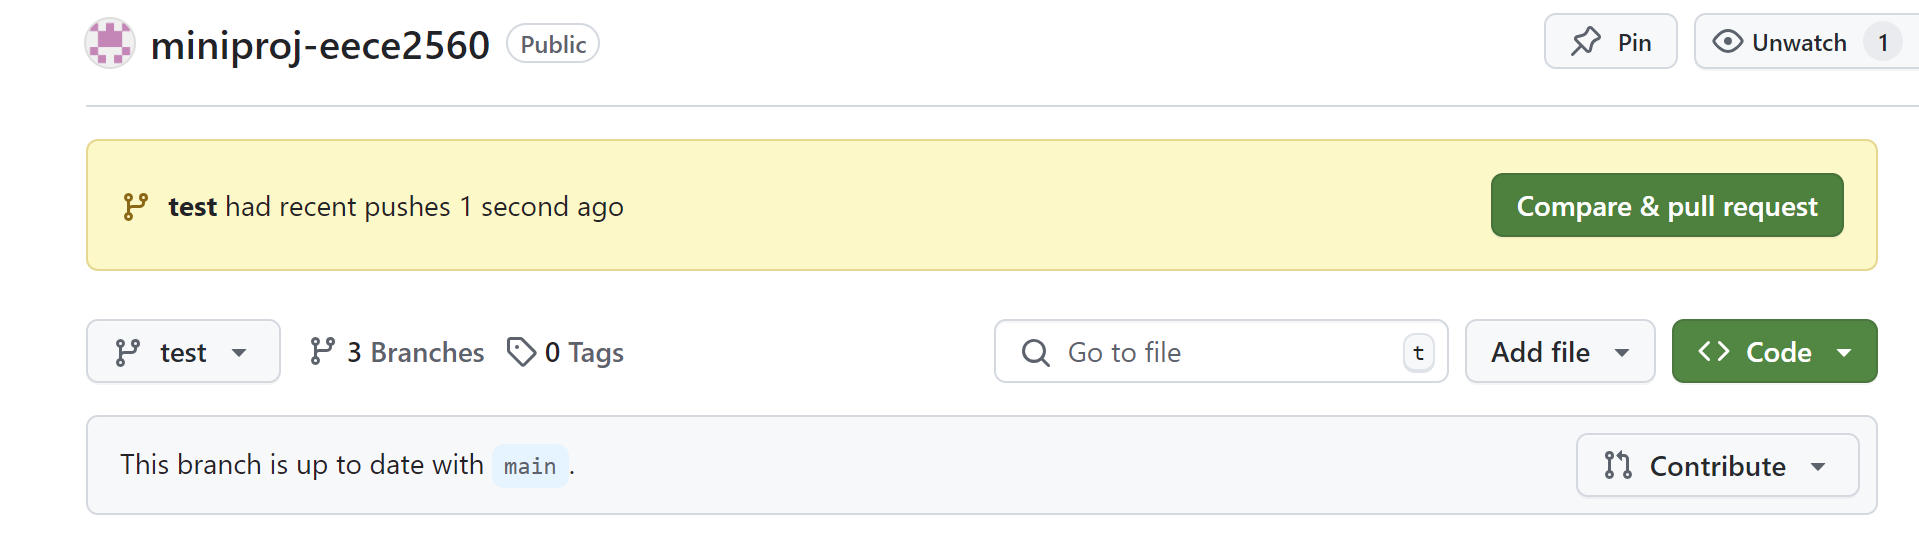 miniproj-eece2560 Public Pin Unwatch 1
test had recent pushes 1 second ago Compare & pull request
test 3 Branches 0 Tags Go to file t Add file Code
This branch is up to date with main . Contribute